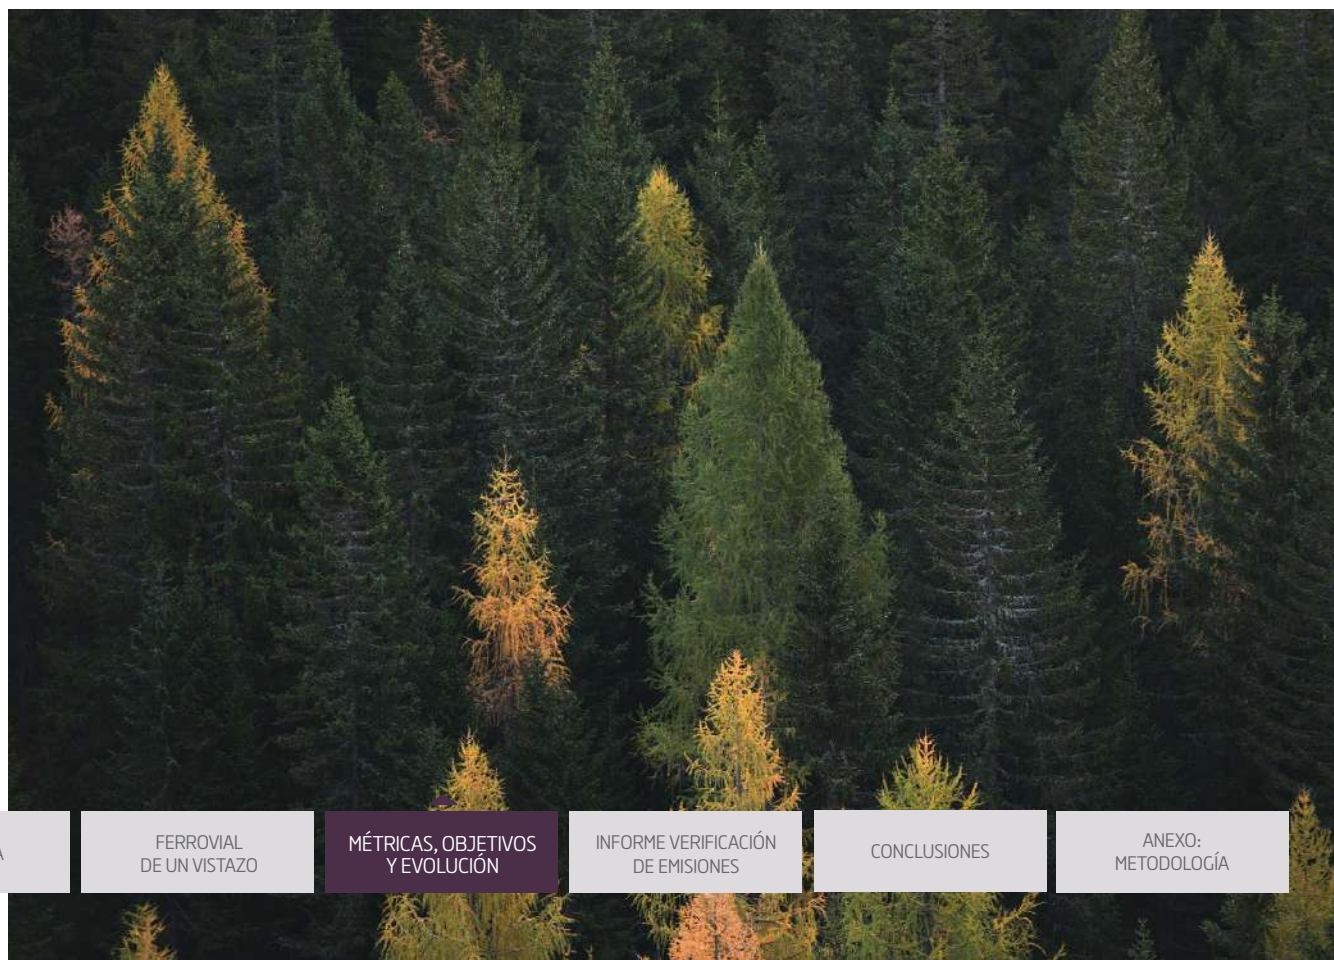 A
FERROVIAL
DE UN VISTAZO
MÉTRICAS, OBJETIVOS
Y EVOLUCIÓN
INFORME VERIFICACIÓN
DE EMISIONES
CONCLUSIONES
ANEXO:
METODOLOGÍA